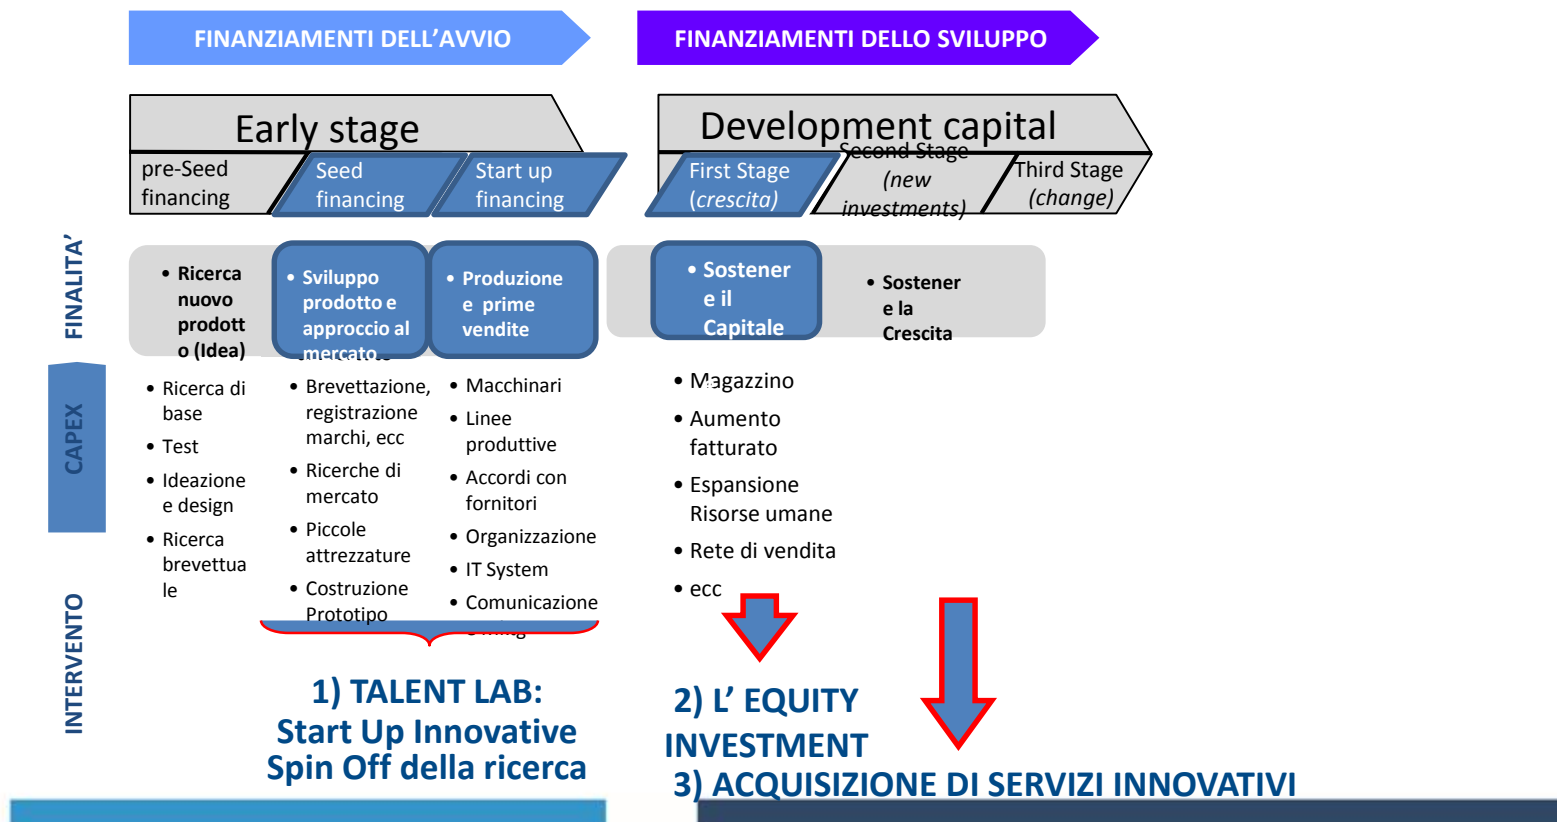 FINANZIAMENTI DELL’AVVIO
FINANZIAMENTI DELLO SVILUPPO
Early stage
Development capital
pre-Seed
financing
Seed
financing
Start up
financing
First Stage
(crescita)
Second Stage
(new
investments)
Third Stage
(change)
FINALITA’
• Ricerca
nuovo
prodott
o (Idea)
• Sviluppo
prodotto e
approccio al
mercato
• Produzione
e prime
vendite
• Sostener
e il
Capitale
• Sostener
e la
Crescita
CAPEX
• Ricerca di
base
• Test
• Ideazione
e design
• Ricerca
brevettua
le
• Brevettazione,
registrazione
marchi, ecc
• Ricerche di
mercato
• Piccole
attrezzature
• Costruzione
Prototipo
• Macchinari
• Linee
produttive
• Accordi con
fornitori
• Organizzazione
• IT System
• Comunicazione
• Magazzino
• Aumento
fatturato
• Espansione
Risorse umane
• Rete di vendita
• ecc
INTERVENTO
1) TALENT LAB:
Start Up Innovative
Spin Off della ricerca
2) L’ EQUITY
INVESTMENT
3) ACQUISIZIONE DI SERVIZI INNOVATIVI